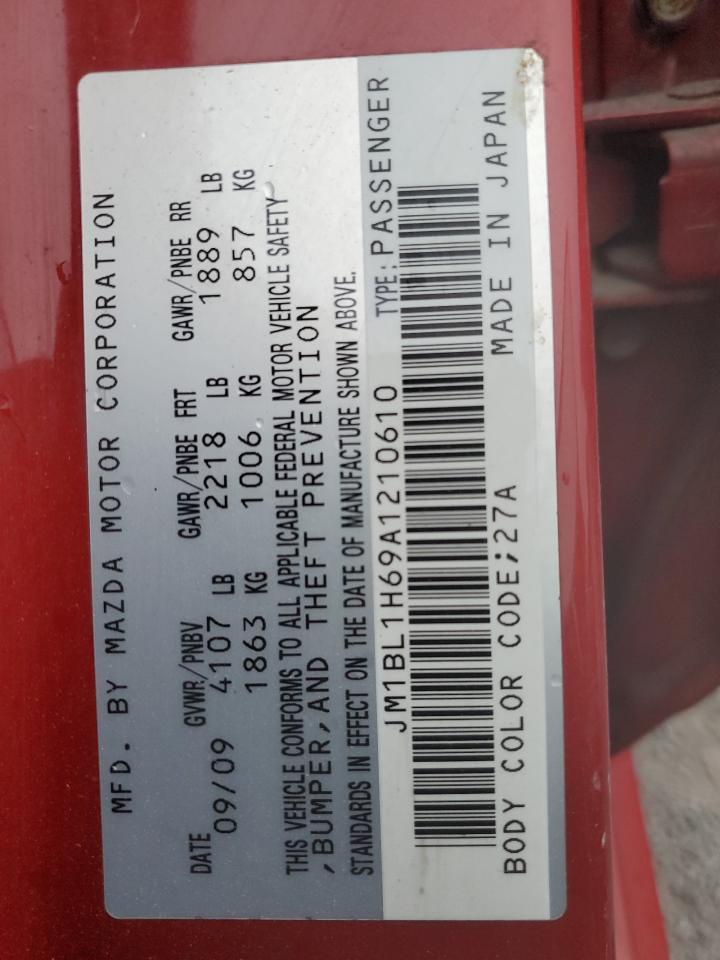 MFD. BY MAZDA MOTOR CORPORATION
DATE GVWR/PNBV GAWR/PNBE FRT GAWR/PNBE RR
09/09 4107 LB 2218 LB 1889 LB
1863 KG 1006 KG 857 KG
THIS VEHICLE CONFORMS TO ALL APPLICABLE FEDERAL MOTOR VEHICLE SAFETY
,BUMPER,AND THEFT PREVENTION
STANDARDS IN EFFECT ON THE DATE OF MANUFACTURE SHOWN ABOVE.
JM1BL1H69A1210610 TYPE:PASSENGER
BODY COLOR CODE;27A MADE IN JAPAN